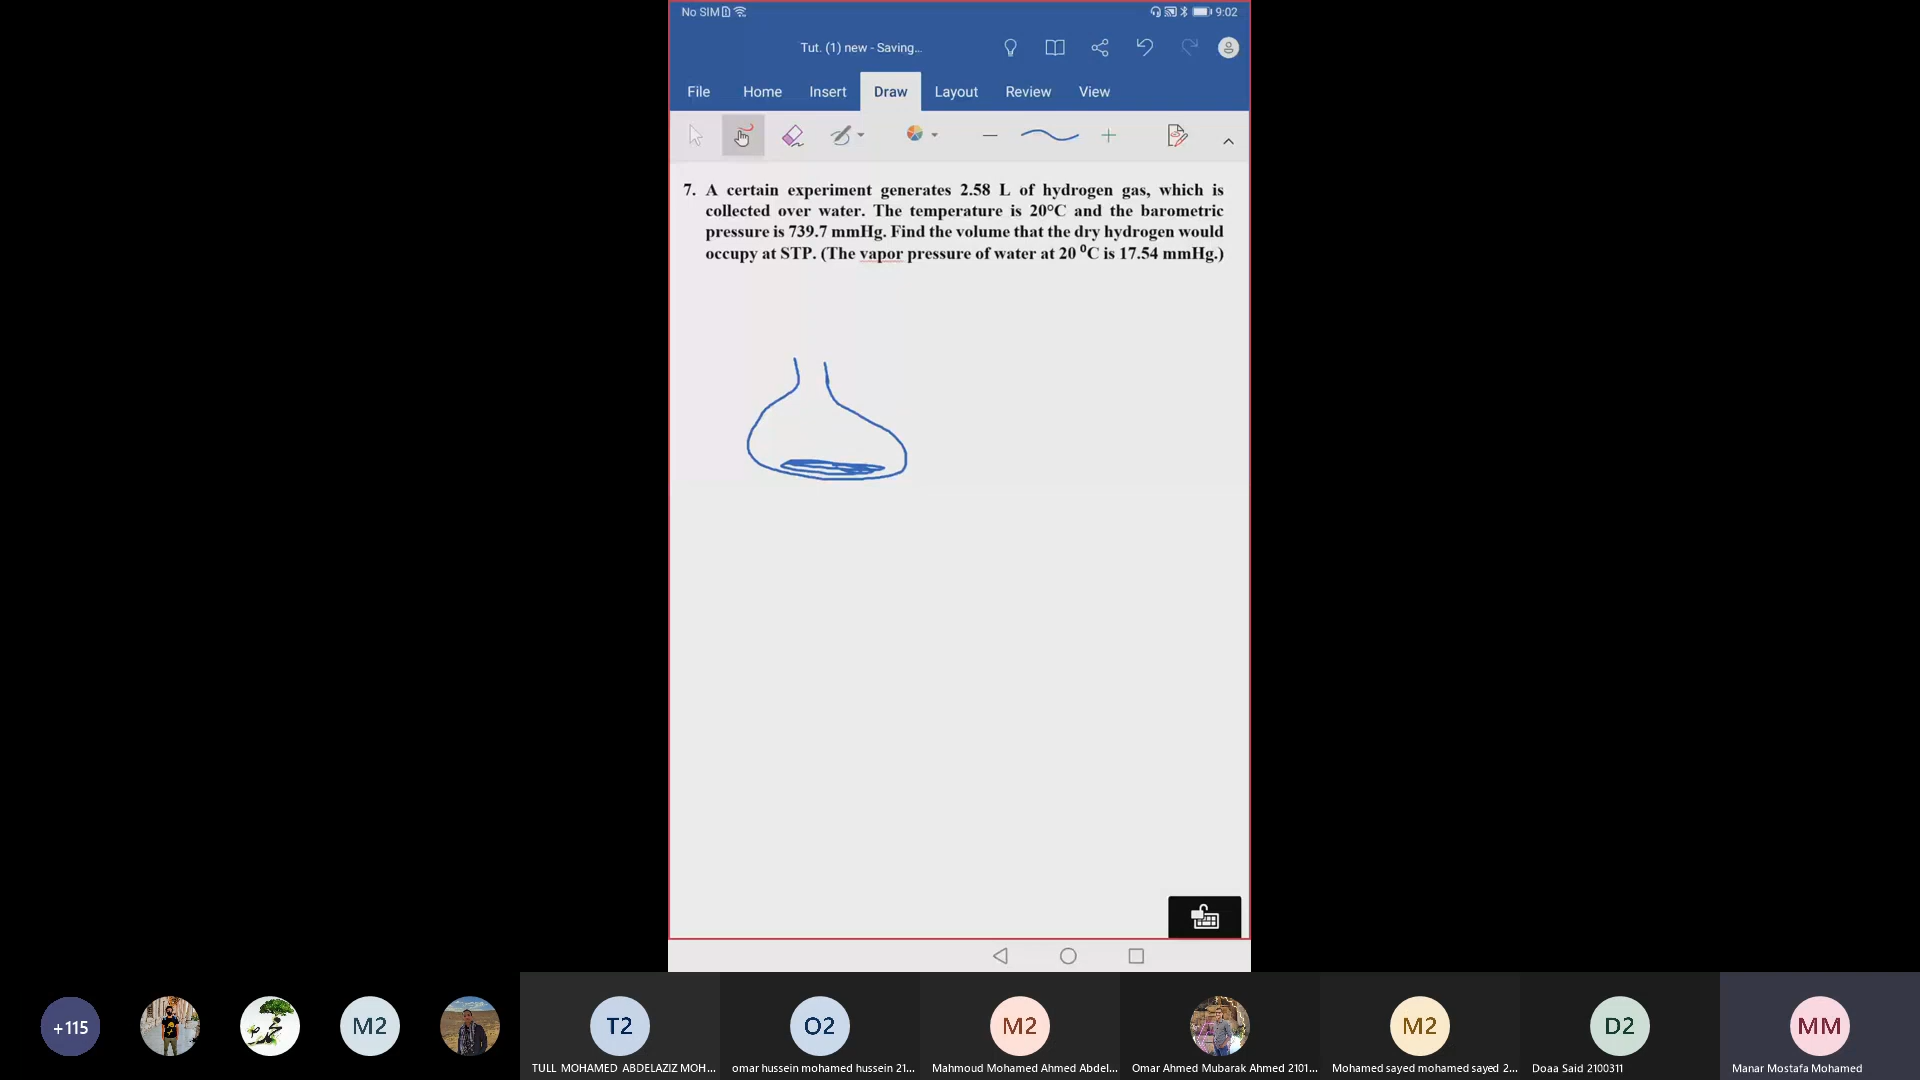 No SIM
9:02
Tut. (1) new - Saving...
File Home Insert Draw Layout Review View
7. A certain experiment generates 2.58 L of hydrogen gas, which is
collected over water. The temperature is 20°C and the barometric
pressure is 739.7 mmHg. Find the volume that the dry hydrogen would
occupy at STP. (The vapor pressure of water at 20 ⁰C is 17.54 mmHg.)
+115
M2
T2
O2
M2
M2
D2
MM
TULL MOHAMED ABDELAZIZ MOH...
omar hussein mohamed hussein 21...
Mahmoud Mohamed Ahmed Abdel...
Omar Ahmed Mubarak Ahmed 2101...
Mohamed sayed mohamed sayed 2...
Doaa Said 2100311
Manar Mostafa Mohamed